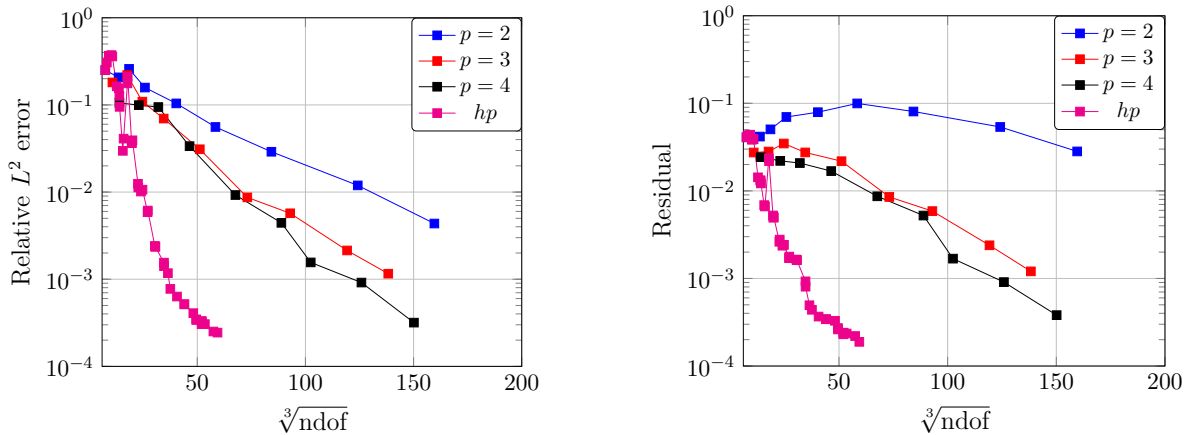 10^0
10^{-1}
10^{-2}
10^{-3}
10^{-4}
50
100
150
200
∛ndof
Relative L^2 error
p = 2
p = 3
p = 4
hp
10^0
10^{-1}
10^{-2}
10^{-3}
10^{-4}
50
100
150
200
∛ndof
Residual
p = 2
p = 3
p = 4
hp